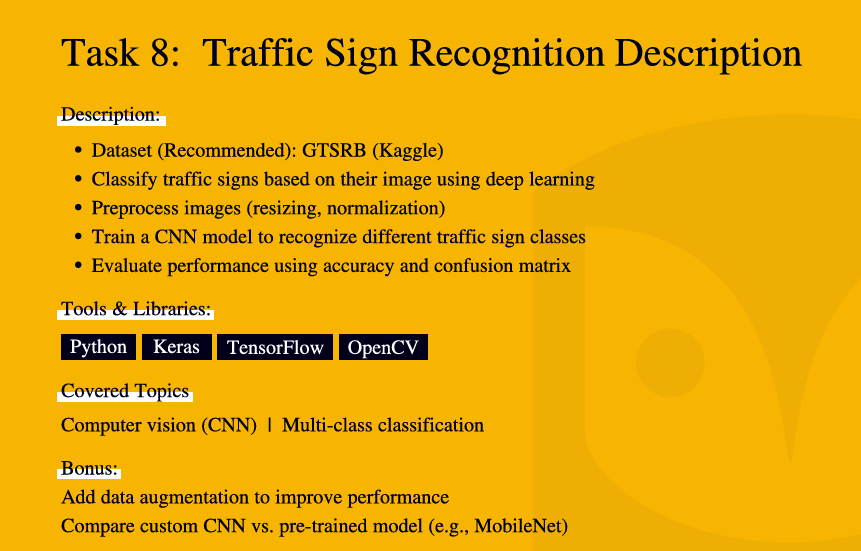 Task 8:  Traffic Sign Recognition Description
Description:
• Dataset (Recommended): GTSRB (Kaggle)
• Classify traffic signs based on their image using deep learning
• Preprocess images (resizing, normalization)
• Train a CNN model to recognize different traffic sign classes
• Evaluate performance using accuracy and confusion matrix
Tools & Libraries:
Python Keras TensorFlow OpenCV
Covered Topics
Computer vision (CNN) | Multi-class classification
Bonus:
Add data augmentation to improve performance
Compare custom CNN vs. pre-trained model (e.g., MobileNet)